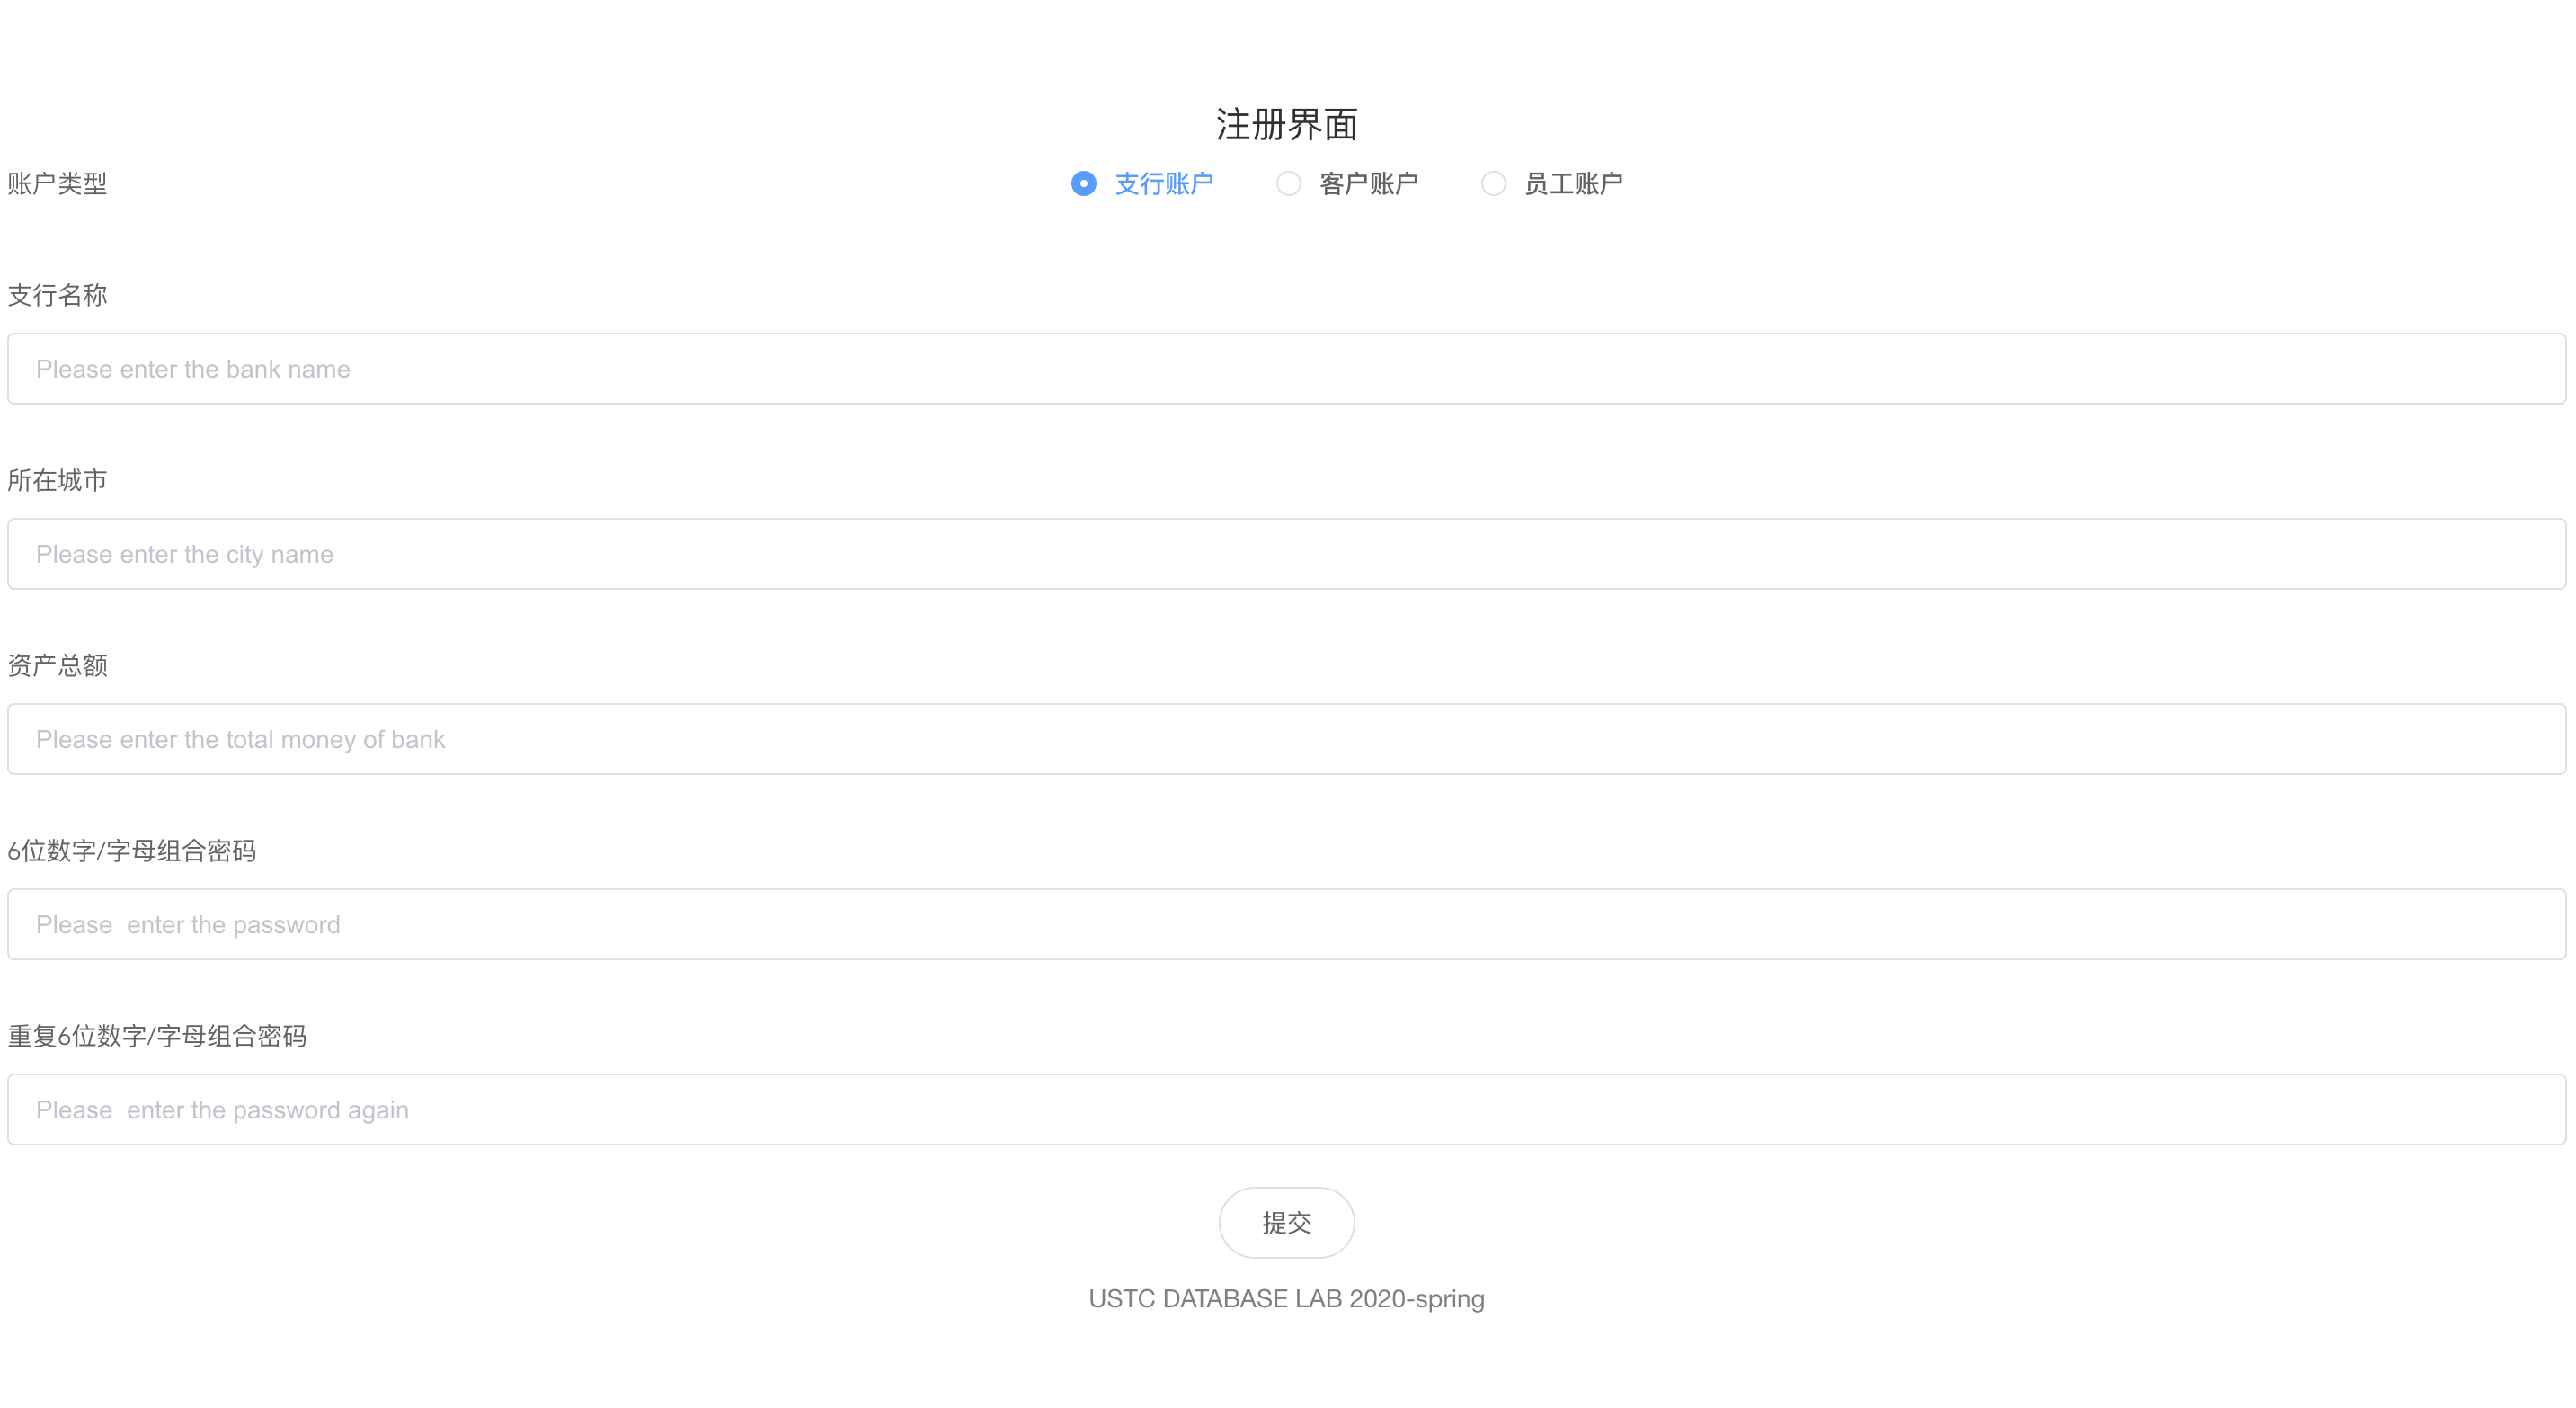 注册界面
账户类型 支行账户 客户账户 员工账户
支行名称
Please enter the bank name
所在城市
Please enter the city name
资产总额
Please enter the total money of bank
6位数字/字母组合密码
Please  enter the password
重复6位数字/字母组合密码
Please  enter the password again
提交
USTC DATABASE LAB 2020-spring